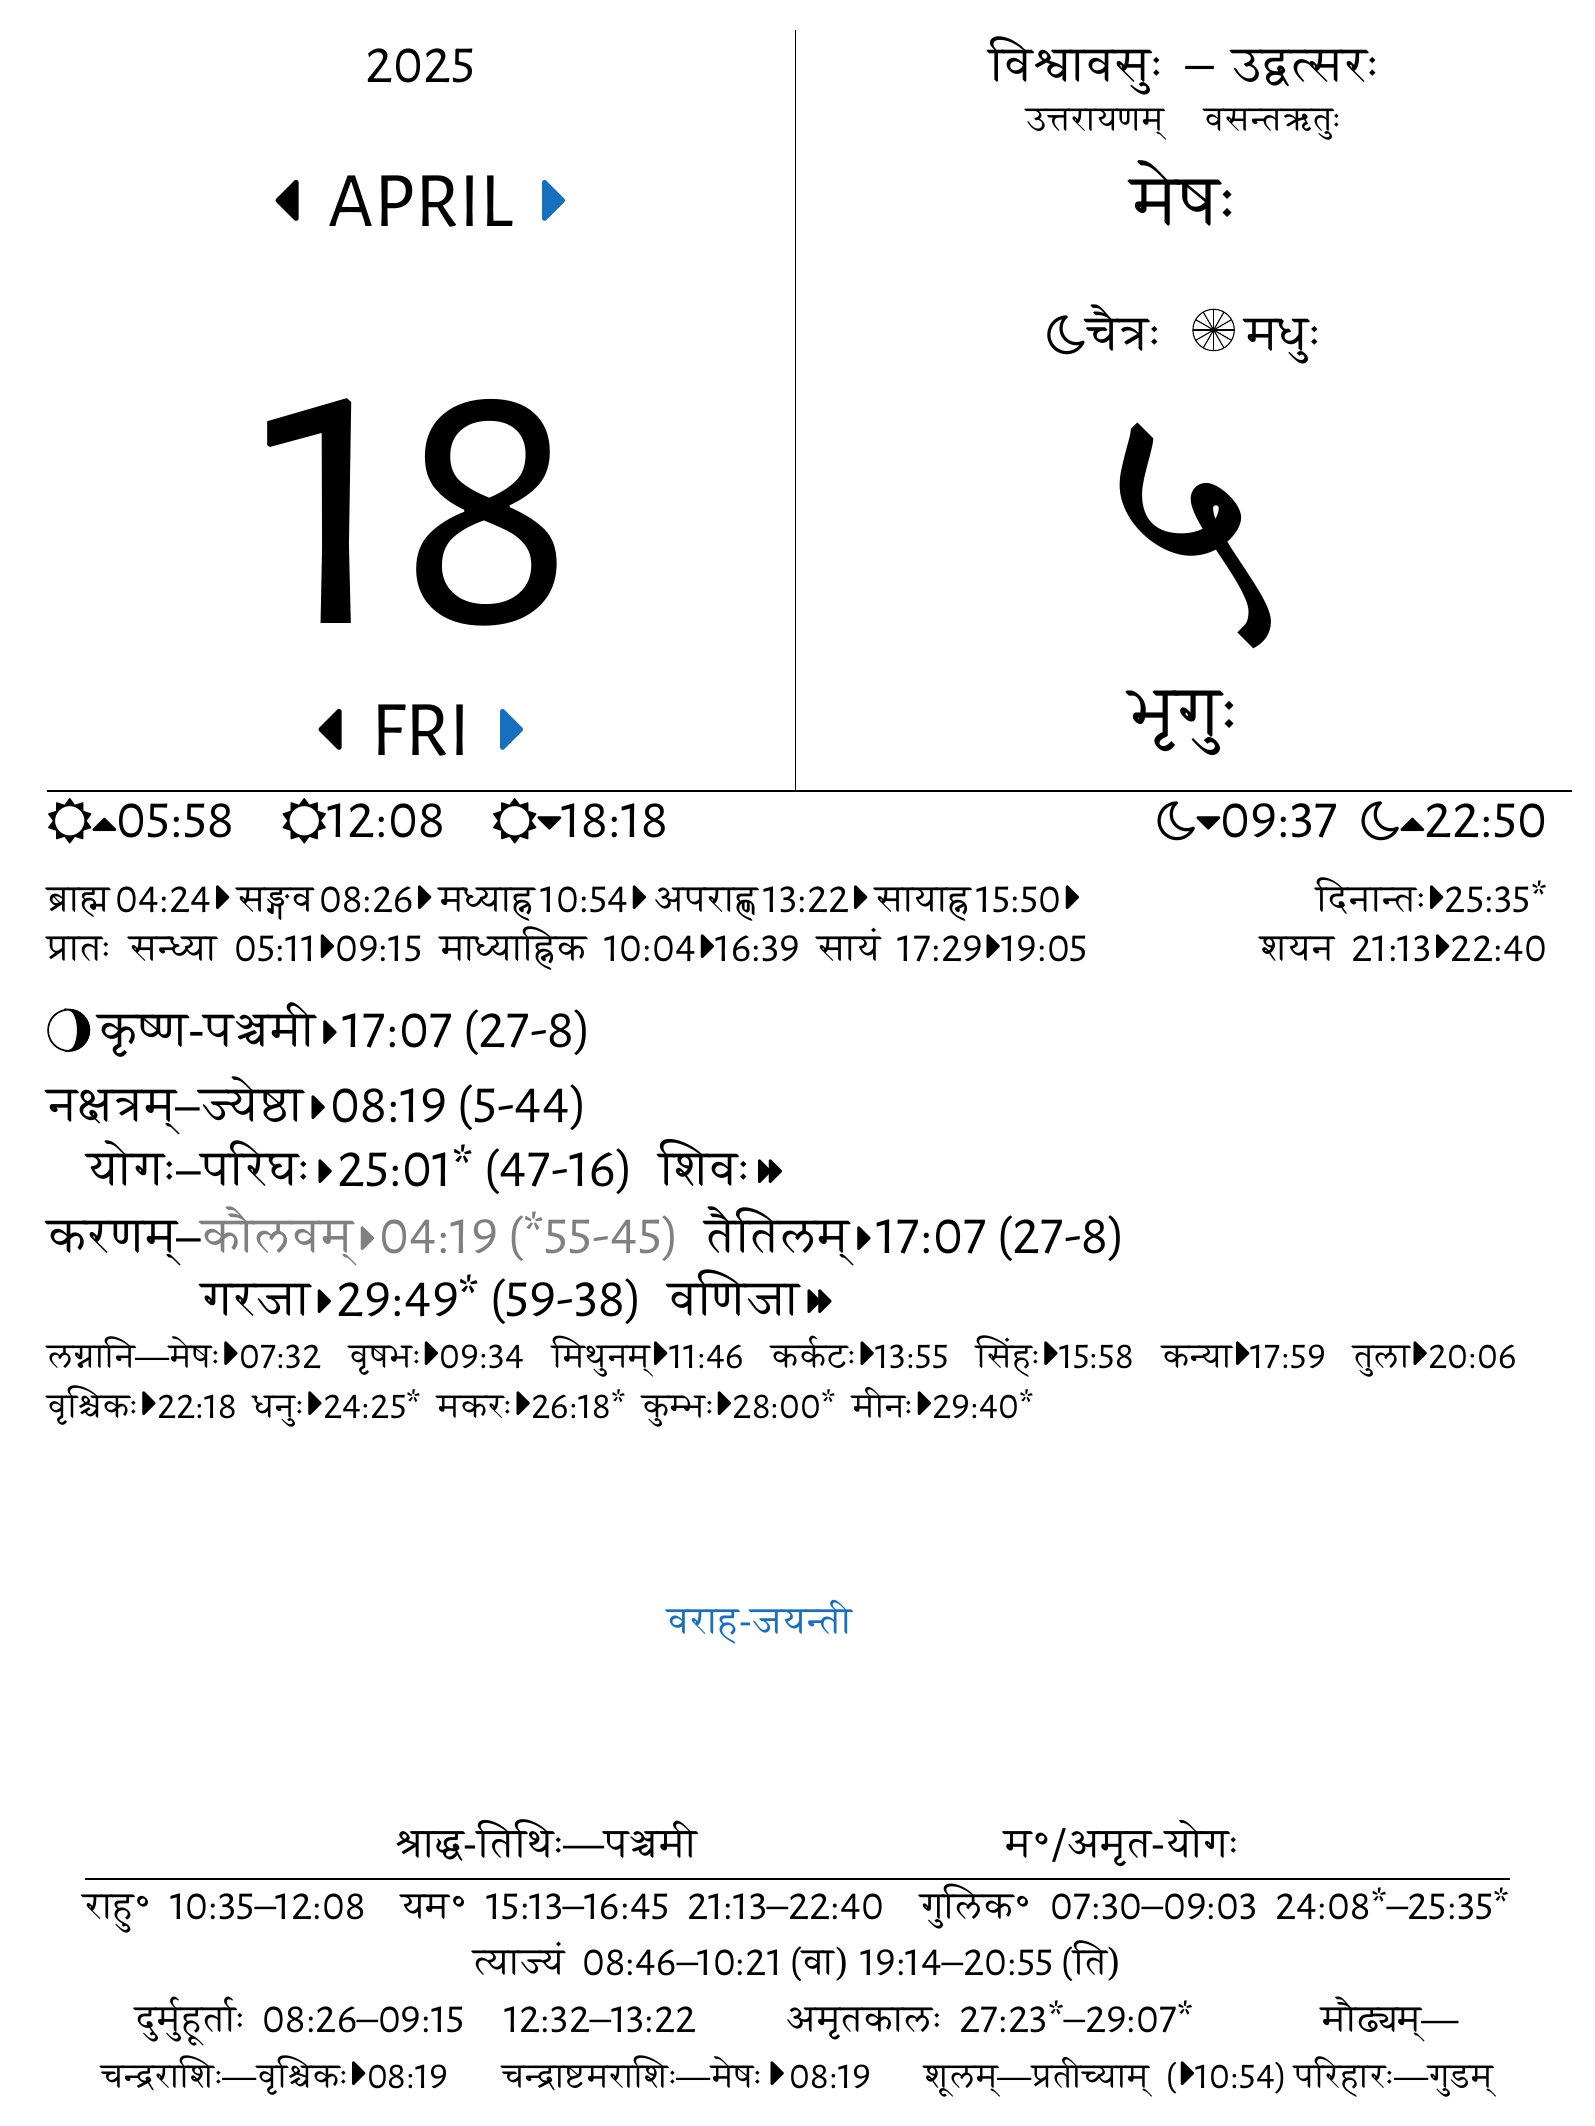 2025
APRIL
18
FRI
विश्वावसुः – उद्वत्सरः
उत्तरायणम् वसन्तऋतुः
मेषः
चैत्रः मधुः
५
भृगुः
05:58 12:08 18:18 09:37 22:50
ब्राह्म 04:24 सङ्गव 08:26 मध्याह्न 10:54 अपराह्ण 13:22 सायाह्न 15:50 दिनान्तः 25:35*
प्रातः सन्ध्या 05:11 09:15 माध्याह्निक 10:04 16:39 सायं 17:29 19:05 शयन 21:13 22:40
कृष्ण-पञ्चमी 17:07 (27-8)
नक्षत्रम्–ज्येष्ठा 08:19 (5-44)
योगः–परिघः 25:01* (47-16) शिवः
करणम्–कौलवम् 04:19 (*55-45) तैतिलम् 17:07 (27-8)
गरजा 29:49* (59-38) वणिजा
लग्नानि—मेषः 07:32 वृषभः 09:34 मिथुनम् 11:46 कर्कटः 13:55 सिंहः 15:58 कन्या 17:59 तुला 20:06
वृश्चिकः 22:18 धनुः 24:25* मकरः 26:18* कुम्भः 28:00* मीनः 29:40*
वराह-जयन्ती
श्राद्ध-तिथिः—पञ्चमी म॰/अमृत-योगः
राहु॰ 10:35–12:08 यम॰ 15:13–16:45 21:13–22:40 गुलिक॰ 07:30–09:03 24:08*–25:35*
त्याज्यं 08:46–10:21 (वा) 19:14–20:55 (ति)
दुर्मुहूर्ताः 08:26–09:15 12:32–13:22 अमृतकालः 27:23*–29:07* मौढ्यम्—
चन्द्रराशिः—वृश्चिकः 08:19 चन्द्राष्टमराशिः—मेषः 08:19 शूलम्—प्रतीच्याम् (10:54) परिहारः—गुडम्